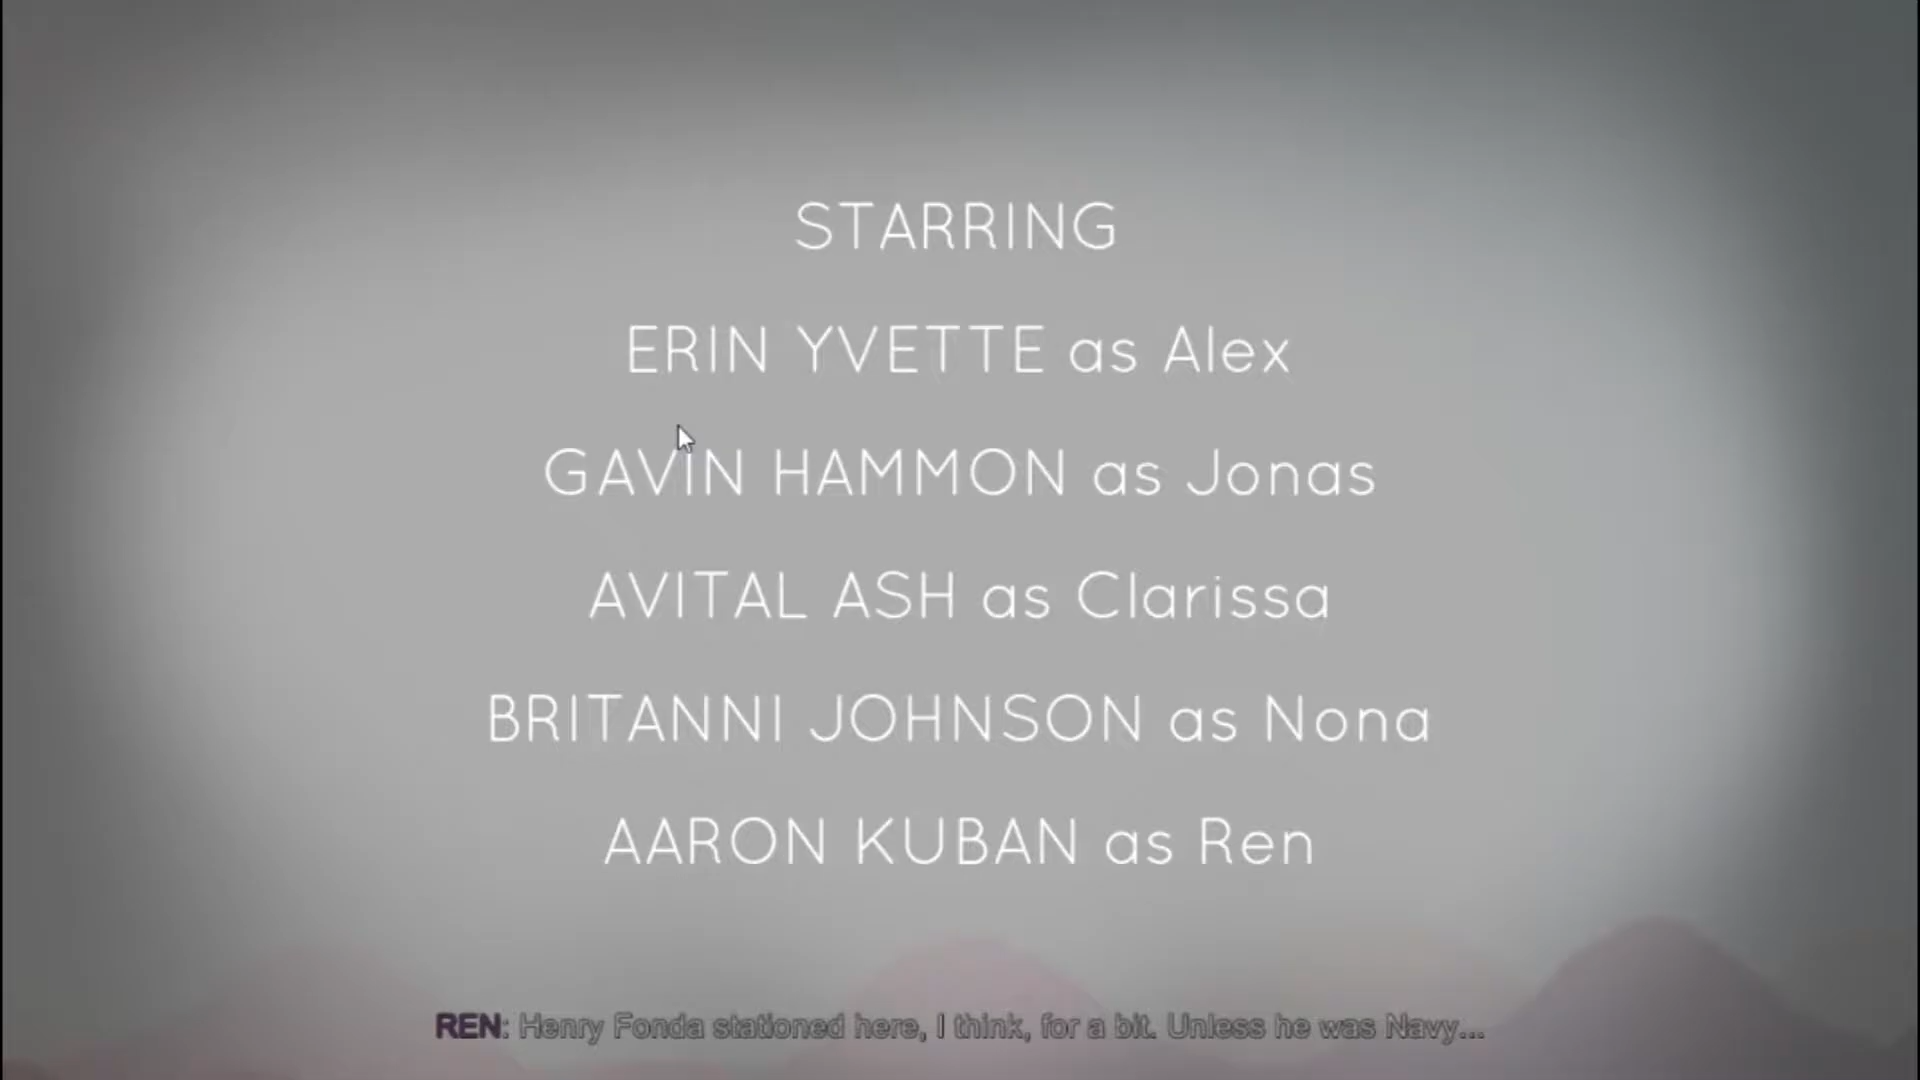 STARRING
ERIN YVETTE as Alex
GAVIN HAMMON as Jonas
AVITAL ASH as Clarissa
BRITANNI JOHNSON as Nona
AARON KUBAN as Ren
REN: Henry Fonda stationed here, I think, for a bit. Unless he was Navy...